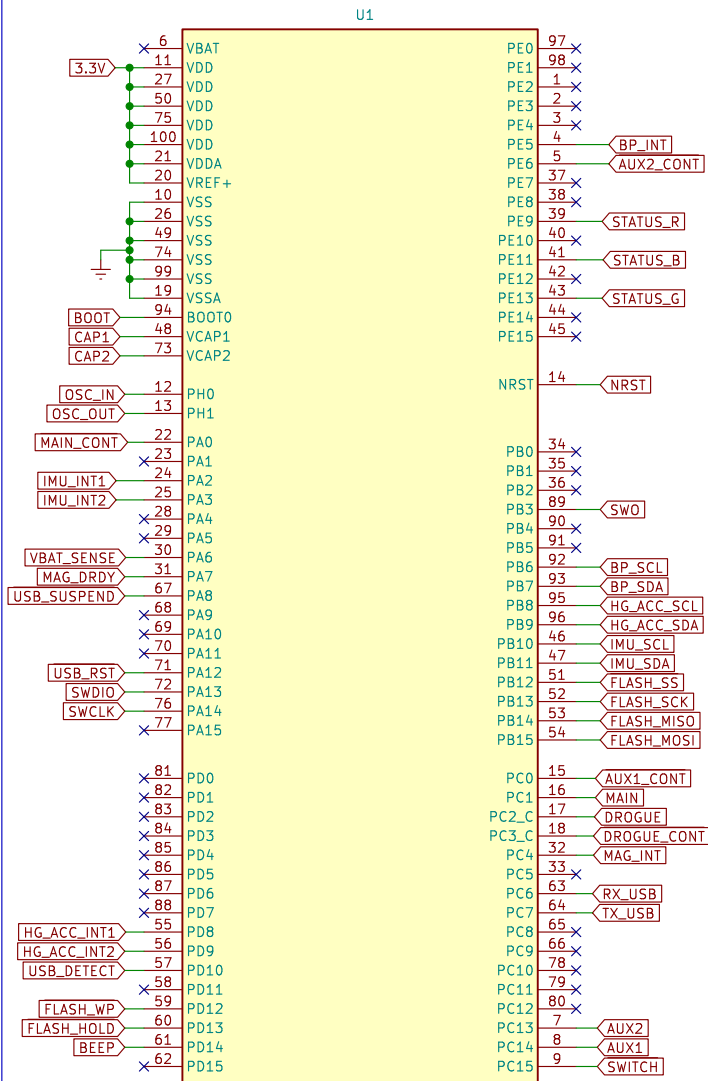 U1
6 VBAT PE0 97
3.3V 11 VDD PE1 98
27 VDD PE2 1
50 VDD PE3 2
75 VDD PE4 3
100 VDD PE5 4 BP_INT
21 VDDA PE6 5 AUX2_CONT
20 VREF+ PE7 37
10 VSS PE8 38
26 VSS PE9 39 STATUS_R
49 VSS PE10 40
74 VSS PE11 41 STATUS_B
99 VSS PE12 42
19 VSSA PE13 43 STATUS_G
BOOT 94 BOOT0 PE14 44
CAP1 48 VCAP1 PE15 45
CAP2 73 VCAP2
NRST 14 NRST
OSC_IN 12 PH0
OSC_OUT 13 PH1
MAIN_CONT 22 PA0
23 PA1 PB0 34
IMU_INT1 24 PA2 PB1 35
IMU_INT2 25 PA3 PB2 36
28 PA4 PB3 89 SWO
29 PA5 PB4 90
VBAT_SENSE 30 PA6 PB5 91
MAG_DRDY 31 PA7 PB6 92 BP_SCL
USB_SUSPEND 67 PA8 PB7 93 BP_SDA
68 PA9 PB8 95 HG_ACC_SCL
69 PA10 PB9 96 HG_ACC_SDA
70 PA11 PB10 46 IMU_SCL
USB_RST 71 PA12 PB11 47 IMU_SDA
SWDIO 72 PA13 PB12 51 FLASH_SS
SWCLK 76 PA14 PB13 52 FLASH_SCK
77 PA15 PB14 53 FLASH_MISO
PB15 54 FLASH_MOSI
81 PD0 PC0 15 AUX1_CONT
82 PD1 PC1 16 MAIN
83 PD2 PC2_C 17 DROGUE
84 PD3 PC3_C 18 DROGUE_CONT
85 PD4 PC4 32 MAG_INT
86 PD5 PC5 33
87 PD6 PC6 63 RX_USB
88 PD7 PC7 64 TX_USB
HG_ACC_INT1 55 PD8 PC8 65
HG_ACC_INT2 56 PD9 PC9 66
USB_DETECT 57 PD10 PC10 78
58 PD11 PC11 79
FLASH_WP 59 PD12 PC12 80
FLASH_HOLD 60 PD13 PC13 7 AUX2
BEEP 61 PD14 PC14 8 AUX1
62 PD15 PC15 9 SWITCH